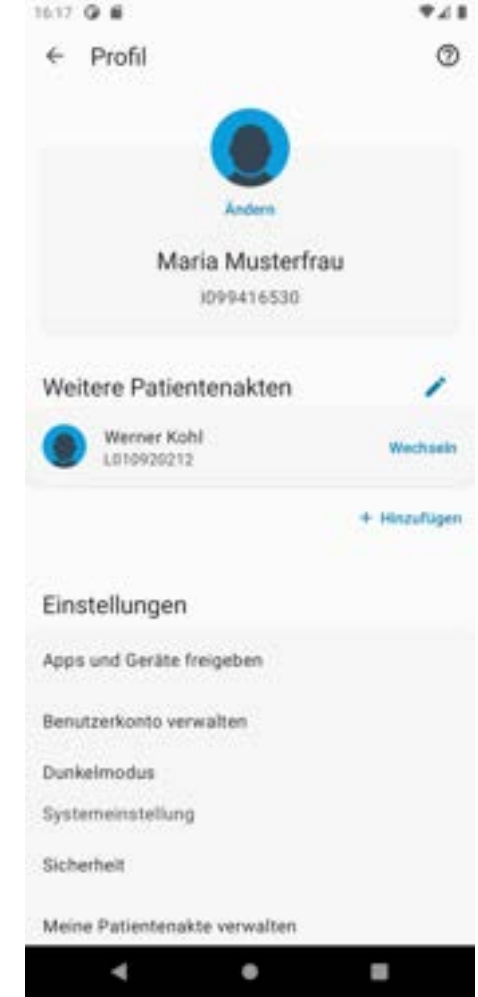 16:17
Profil
Ändern
Maria Musterfrau
I099416530
Weitere Patientenakten
Werner Kohl
L010920212
Wechseln
+ Hinzufügen
Einstellungen
Apps und Geräte freigeben
Benutzerkonto verwalten
Dunkelmodus
Systemeinstellung
Sicherheit
Meine Patientenakte verwalten